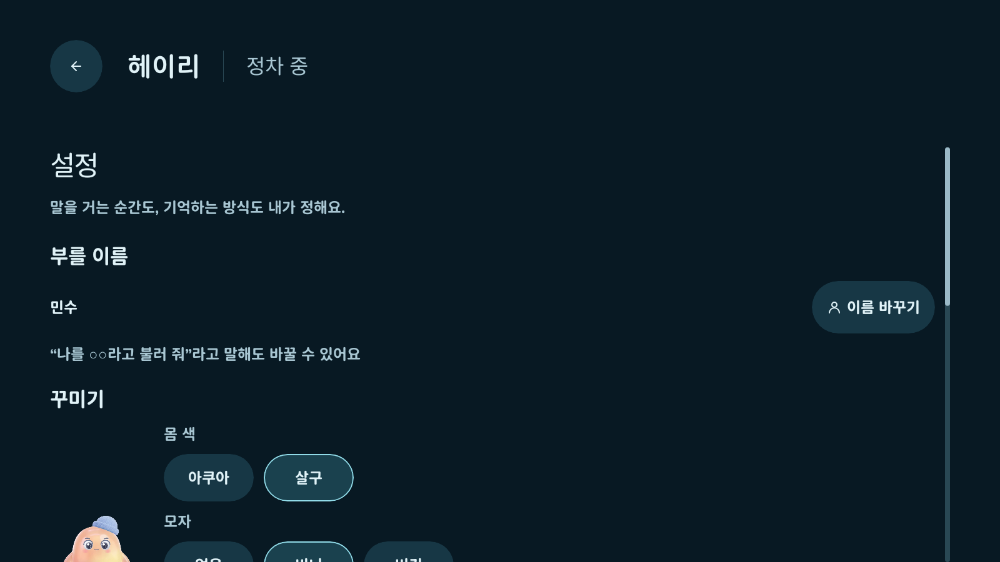 헤이리
정차 중
설정
말을 거는 순간도, 기억하는 방식도 내가 정해요.
부를 이름
민수
이름 바꾸기
“나를 ○○라고 불러 줘”라고 말해도 바꿀 수 있어요
꾸미기
몸 색
아쿠아
살구
모자